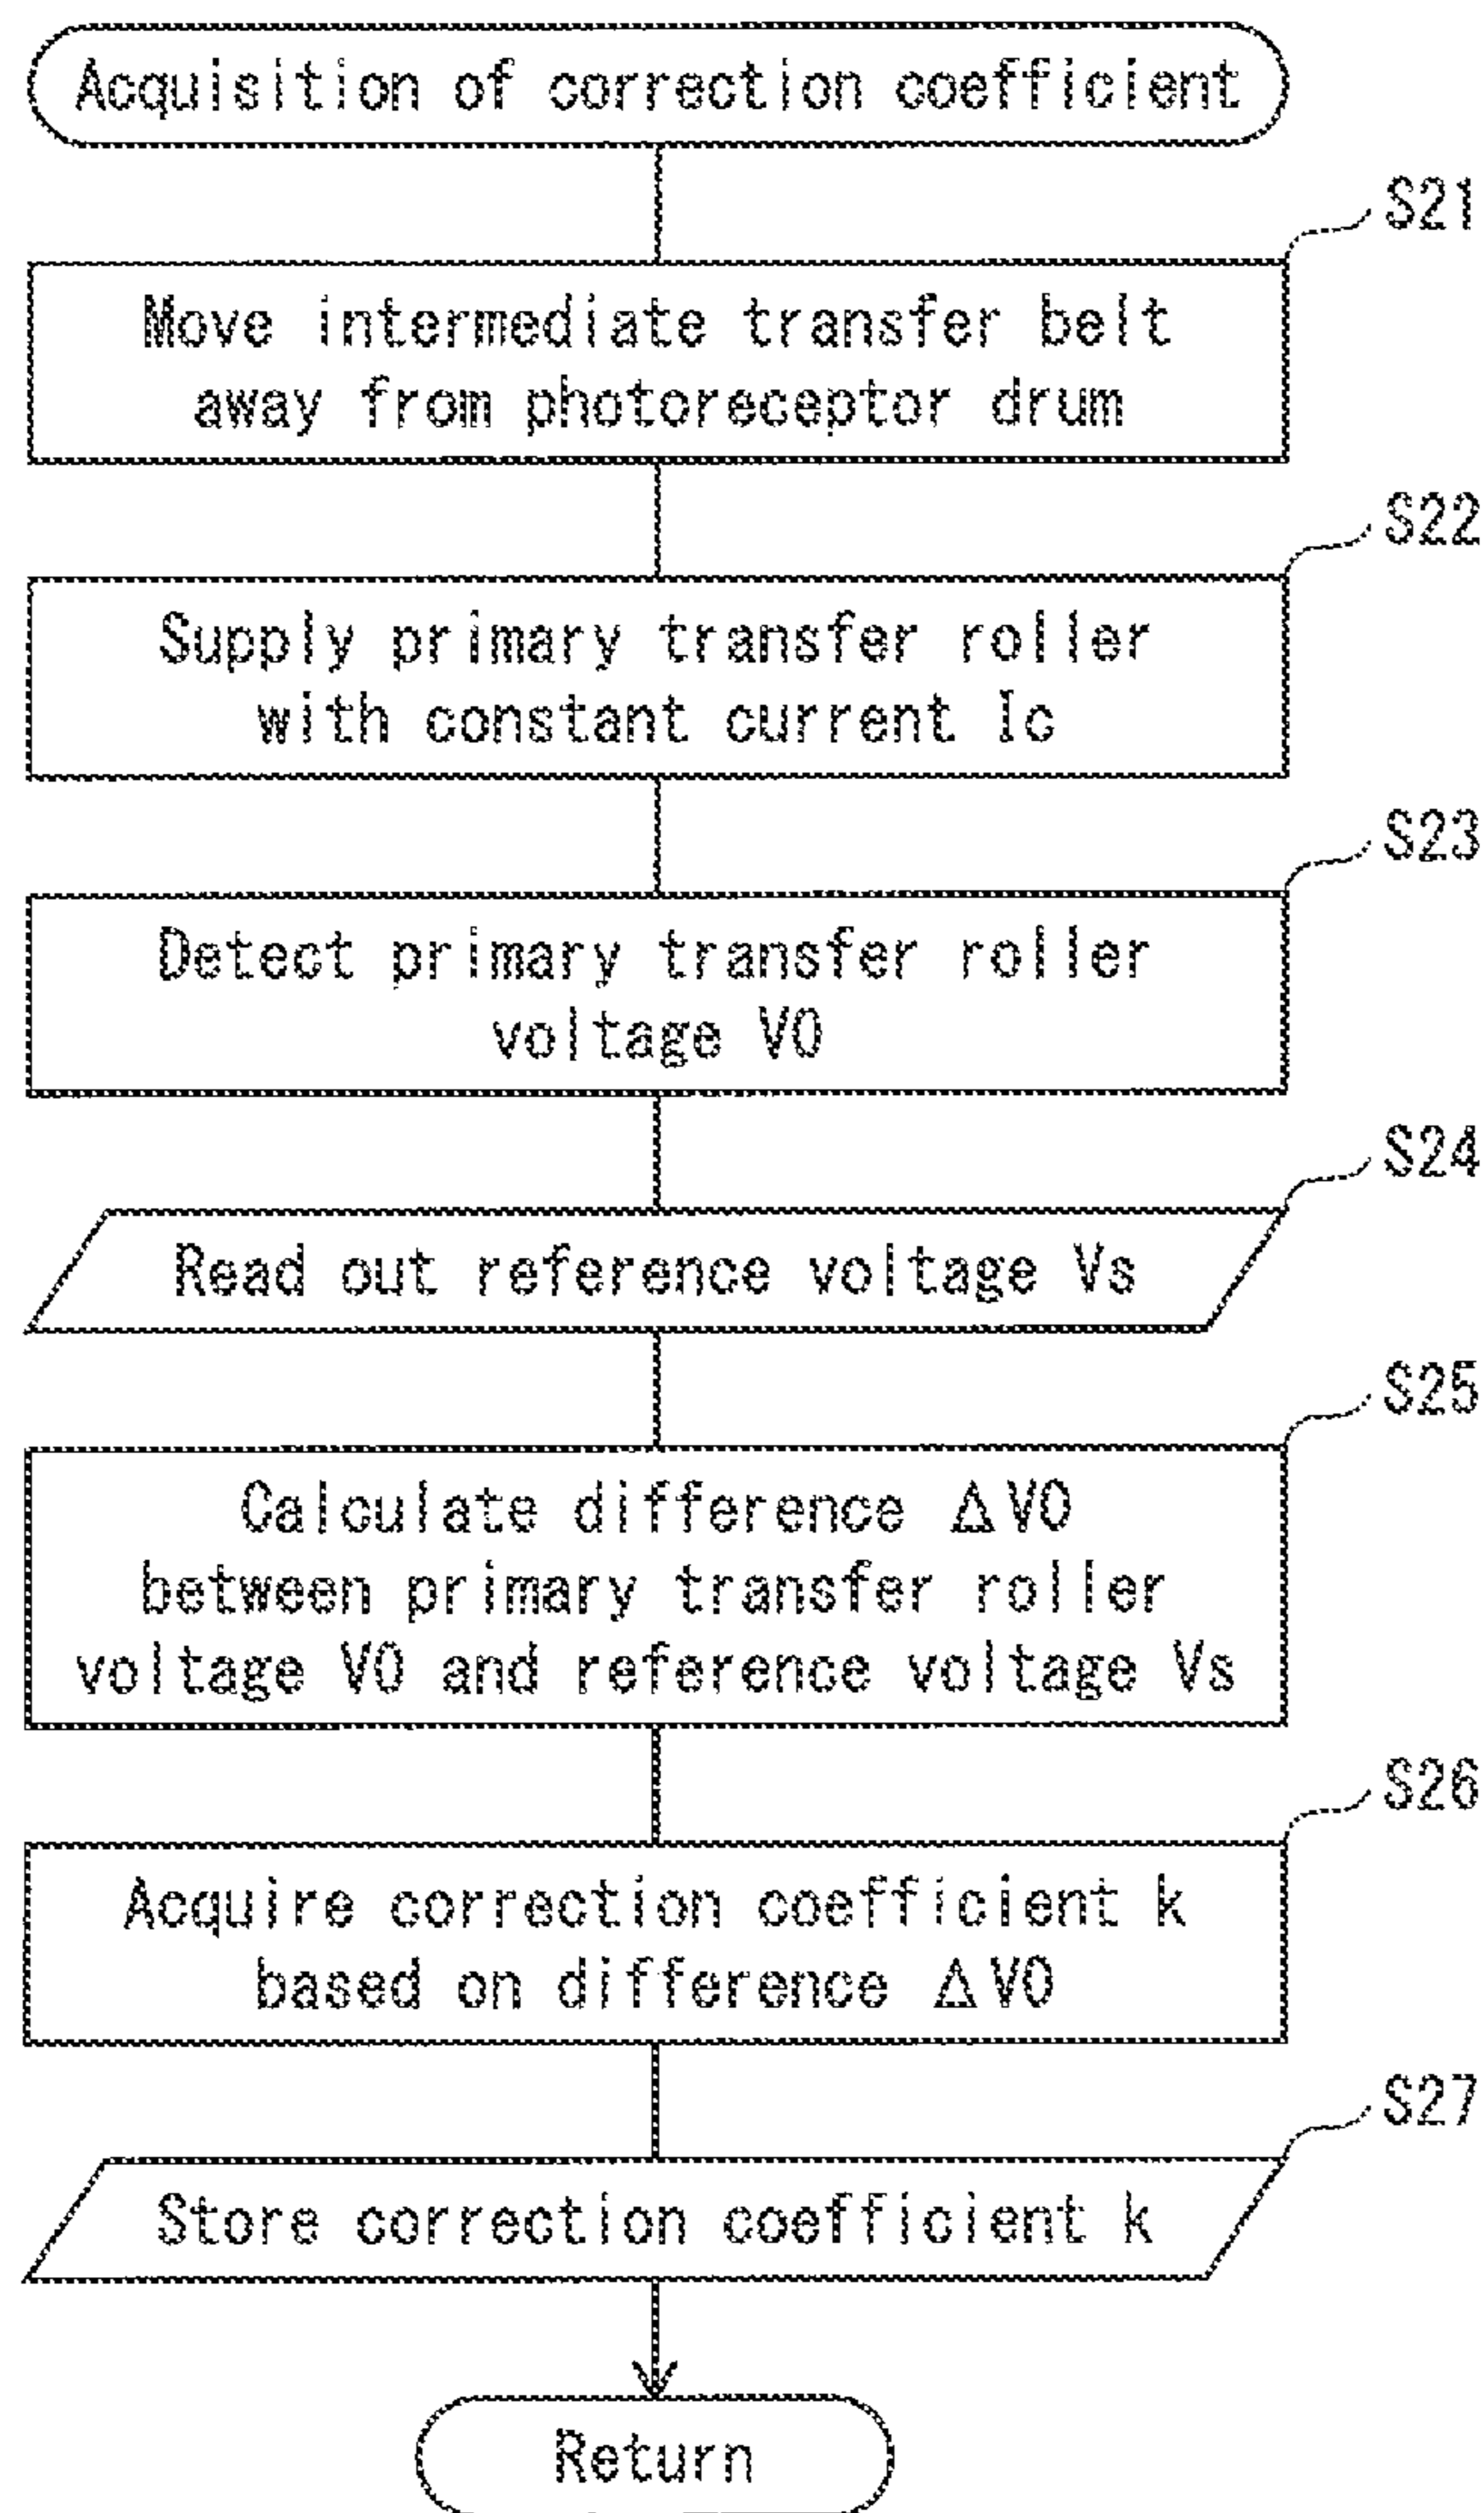 Acquisition of correction coefficient
S21
Move intermediate transfer belt
away from photoreceptor drum
S22
Supply primary transfer roller
with constant current Ic
S23
Detect primary transfer roller
voltage V0
S24
Read out reference voltage Vs
S25
Calculate difference ΔV0
between primary transfer roller
voltage V0 and reference voltage Vs
S26
Acquire correction coefficient k
based on difference ΔV0
S27
Store correction coefficient k
Return